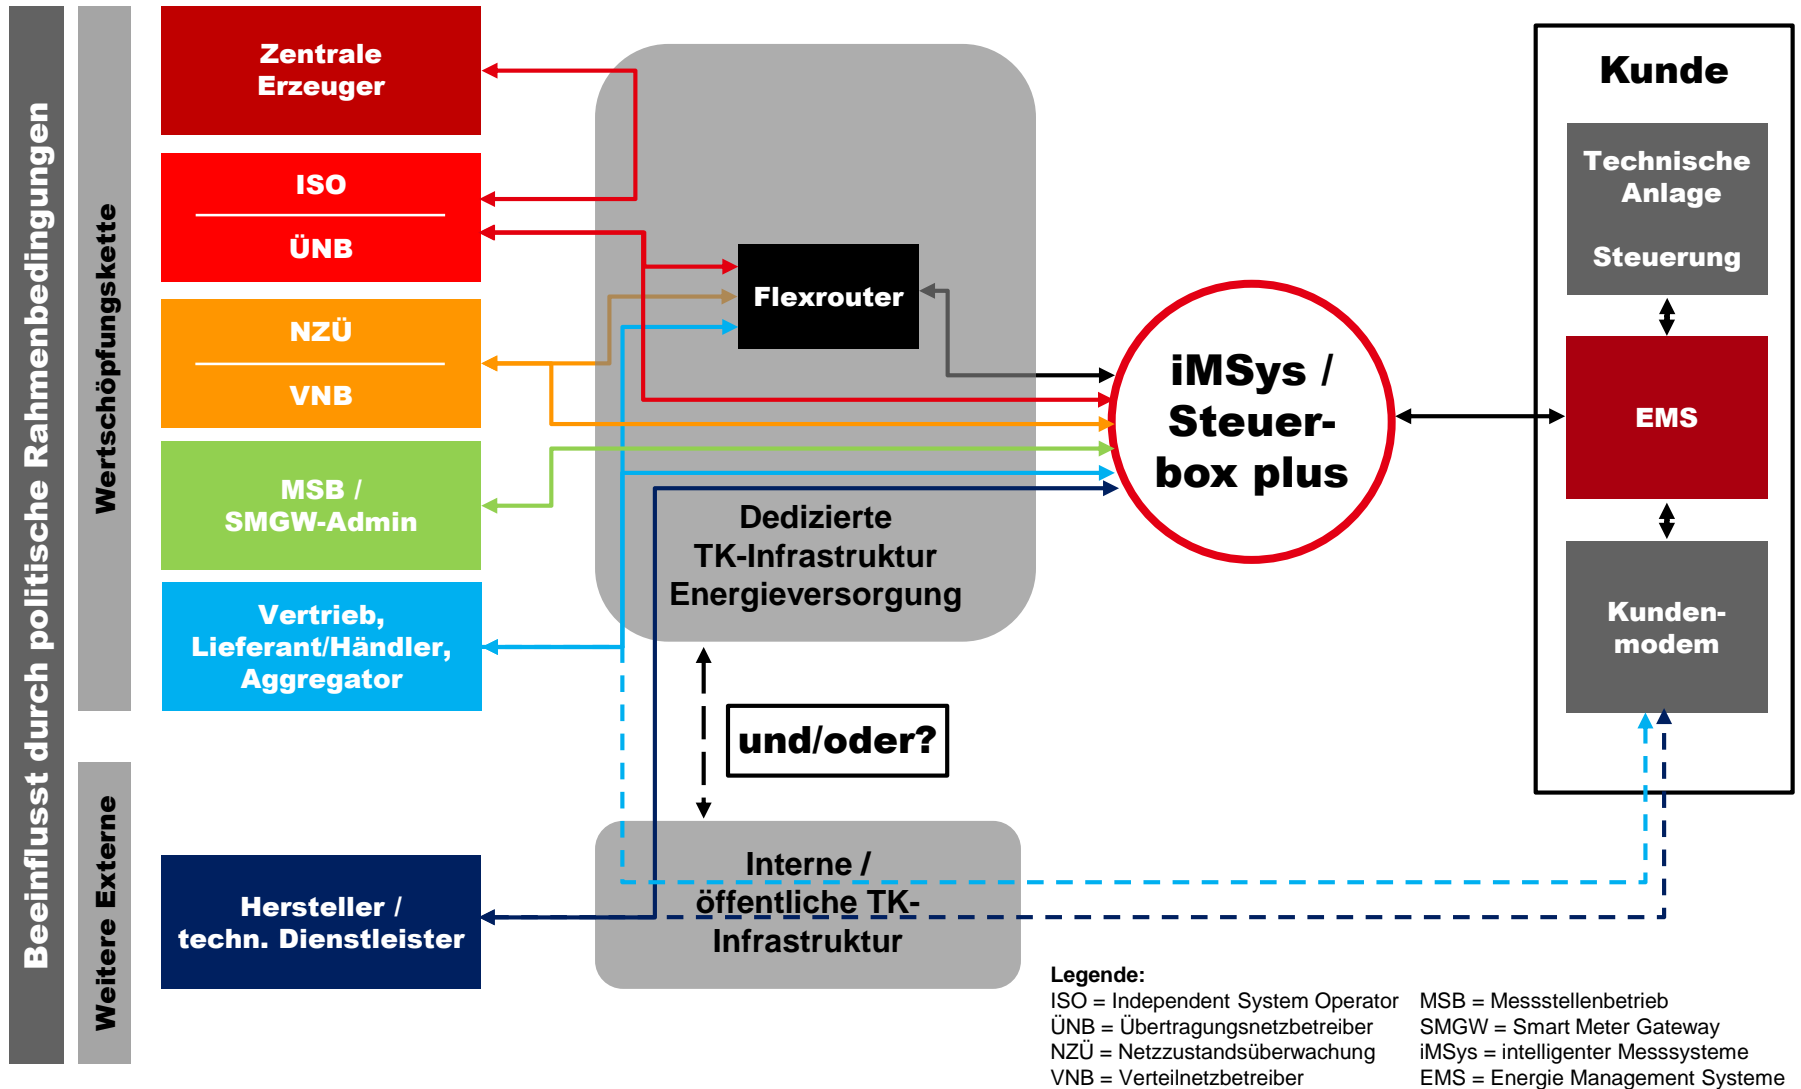 Beeinflusst durch politische Rahmenbedingungen
Wertschöpfungskette
Weitere Externe
Zentrale
Erzeuger
ISO
ÜNB
NZÜ
VNB
MSB /
SMGW-Admin
Vertrieb,
Lieferant/Händler,
Aggregator
Hersteller /
techn. Dienstleister
Flexrouter
Dedizierte
TK-Infrastruktur
Energieversorgung
und/oder?
Interne /
öffentliche TK-
Infrastruktur
iMSys /
Steuer-
box plus
Kunde
Technische
Anlage
Steuerung
EMS
Kunden-
modem
Legende:
ISO = Independent System Operator
ÜNB = Übertragungsnetzbetreiber
NZÜ = Netzzustandsüberwachung
VNB = Verteilnetzbetreiber
MSB = Messstellenbetrieb
SMGW = Smart Meter Gateway
iMSys = intelligenter Messsysteme
EMS = Energie Management Systeme